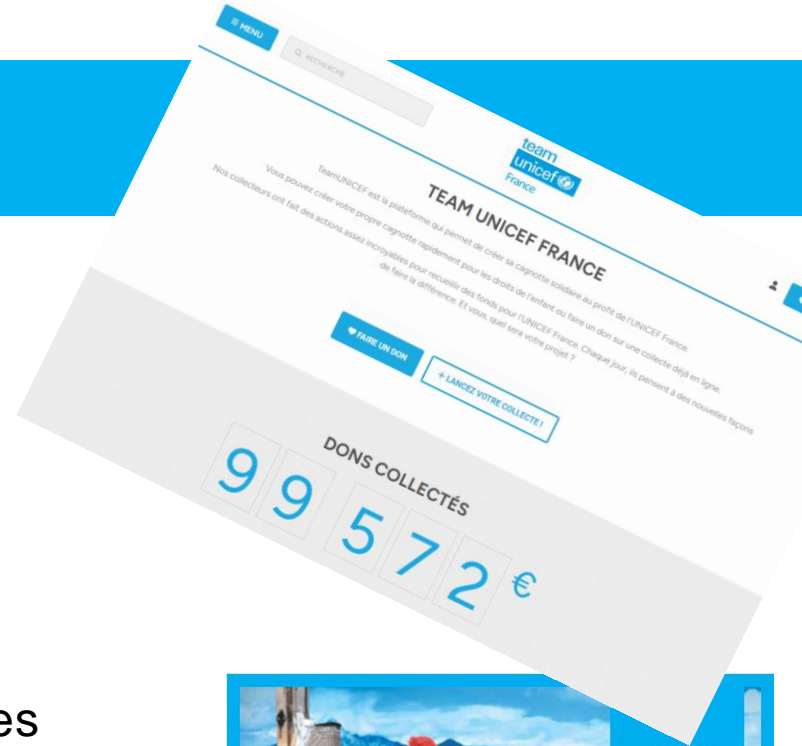 MENU
RECHERCHE
team
unicef
France
TEAM UNICEF FRANCE
TeamUNICEF est la plateforme qui permet de créer sa cagnotte solidaire au profit de l'UNICEF France.
Vous pouvez créer votre propre cagnotte rapidement pour les droits de l'enfant ou faire un don sur une collecte déjà en ligne.
Nos collecteurs ont fait des actions assez incroyables pour recueillir des fonds pour l'UNICEF France. Chaque jour, ils pensent à des nouvelles façons
de faire la différence. Et vous, quel sera votre projet ?
FAIRE UN DON
+ LANCEZ VOTRE COLLECTE !
DONS COLLECTÉS
99 572 €
es